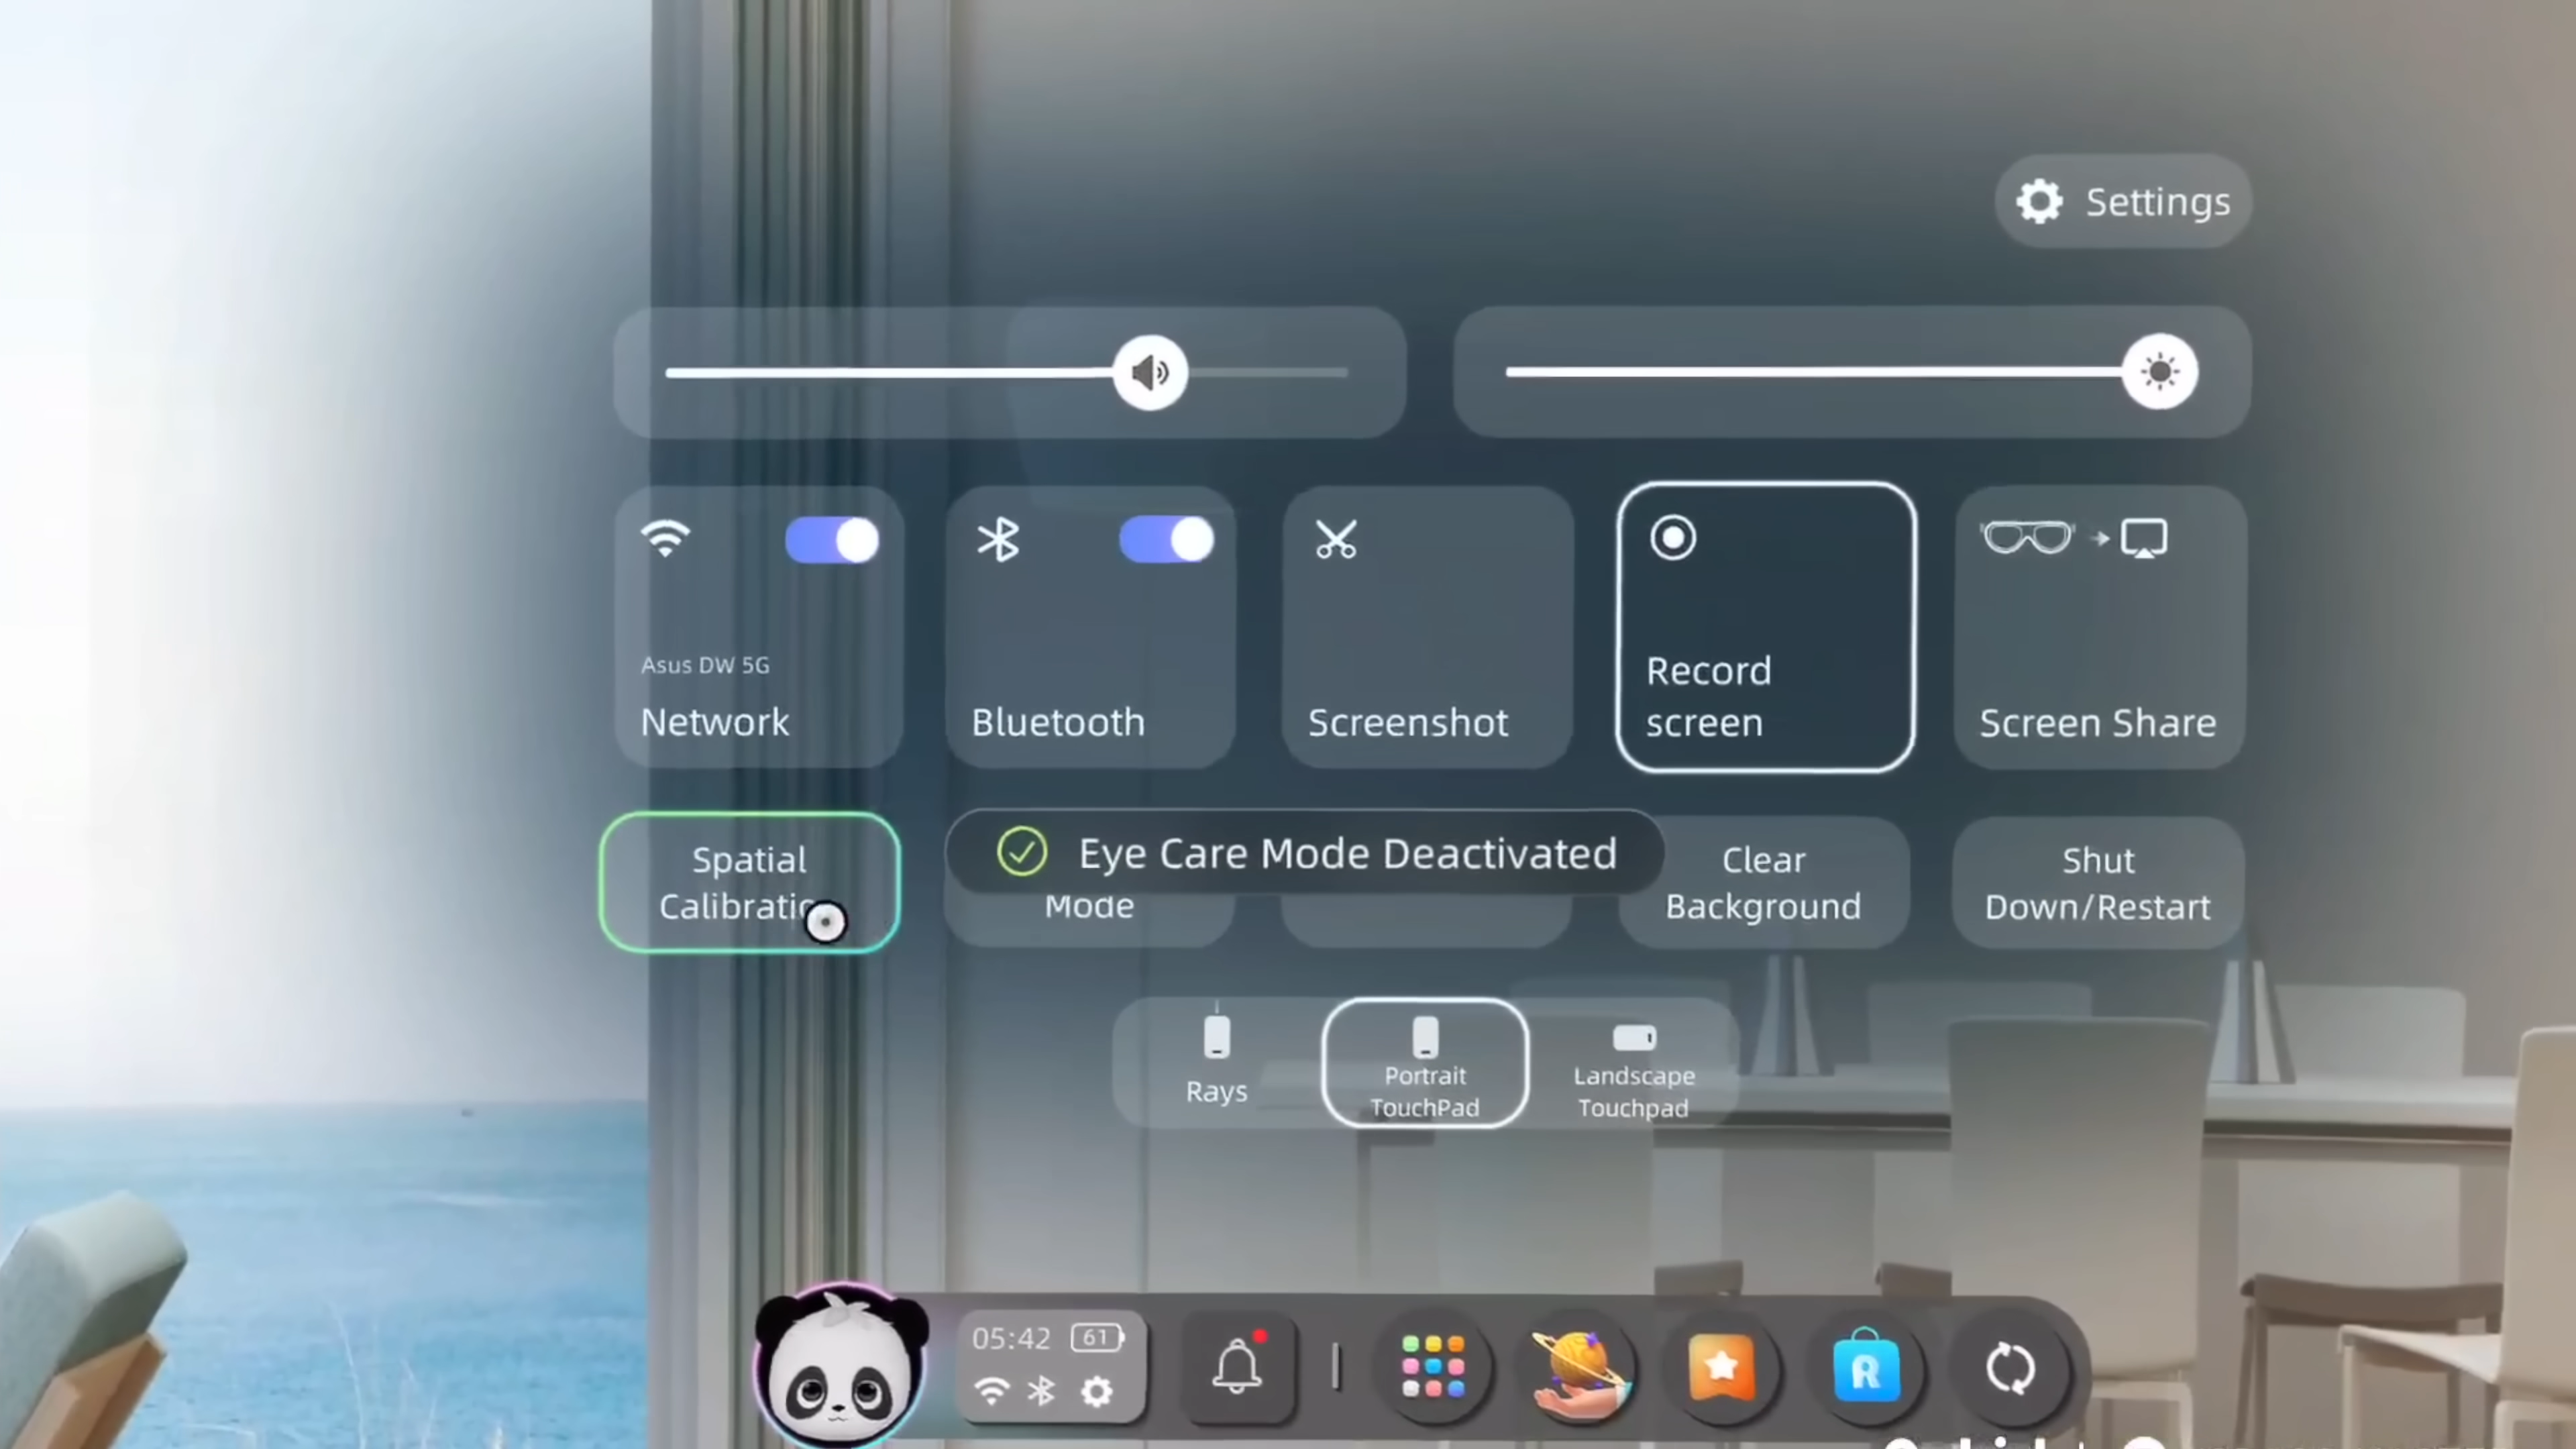 Settings
Asus DW 5G
Network
Bluetooth
Screenshot
Record
screen
Screen Share
Spatial
Calibratio
Eye Care Mode Deactivated
Mode
Clear
Background
Shut
Down/Restart
Rays
Portrait
TouchPad
Landscape
Touchpad
05:42
61
R